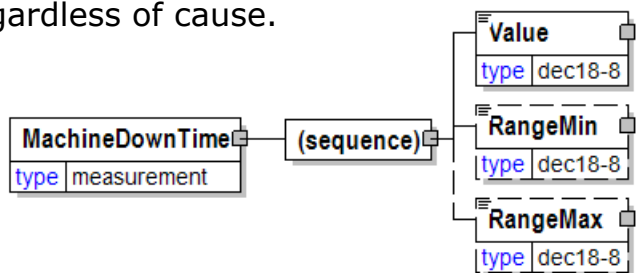 gardless of cause.
Value
type dec18-8
RangeMin
type dec18-8
MachineDownTime
type measurement
(sequence)
RangeMax
type dec18-8